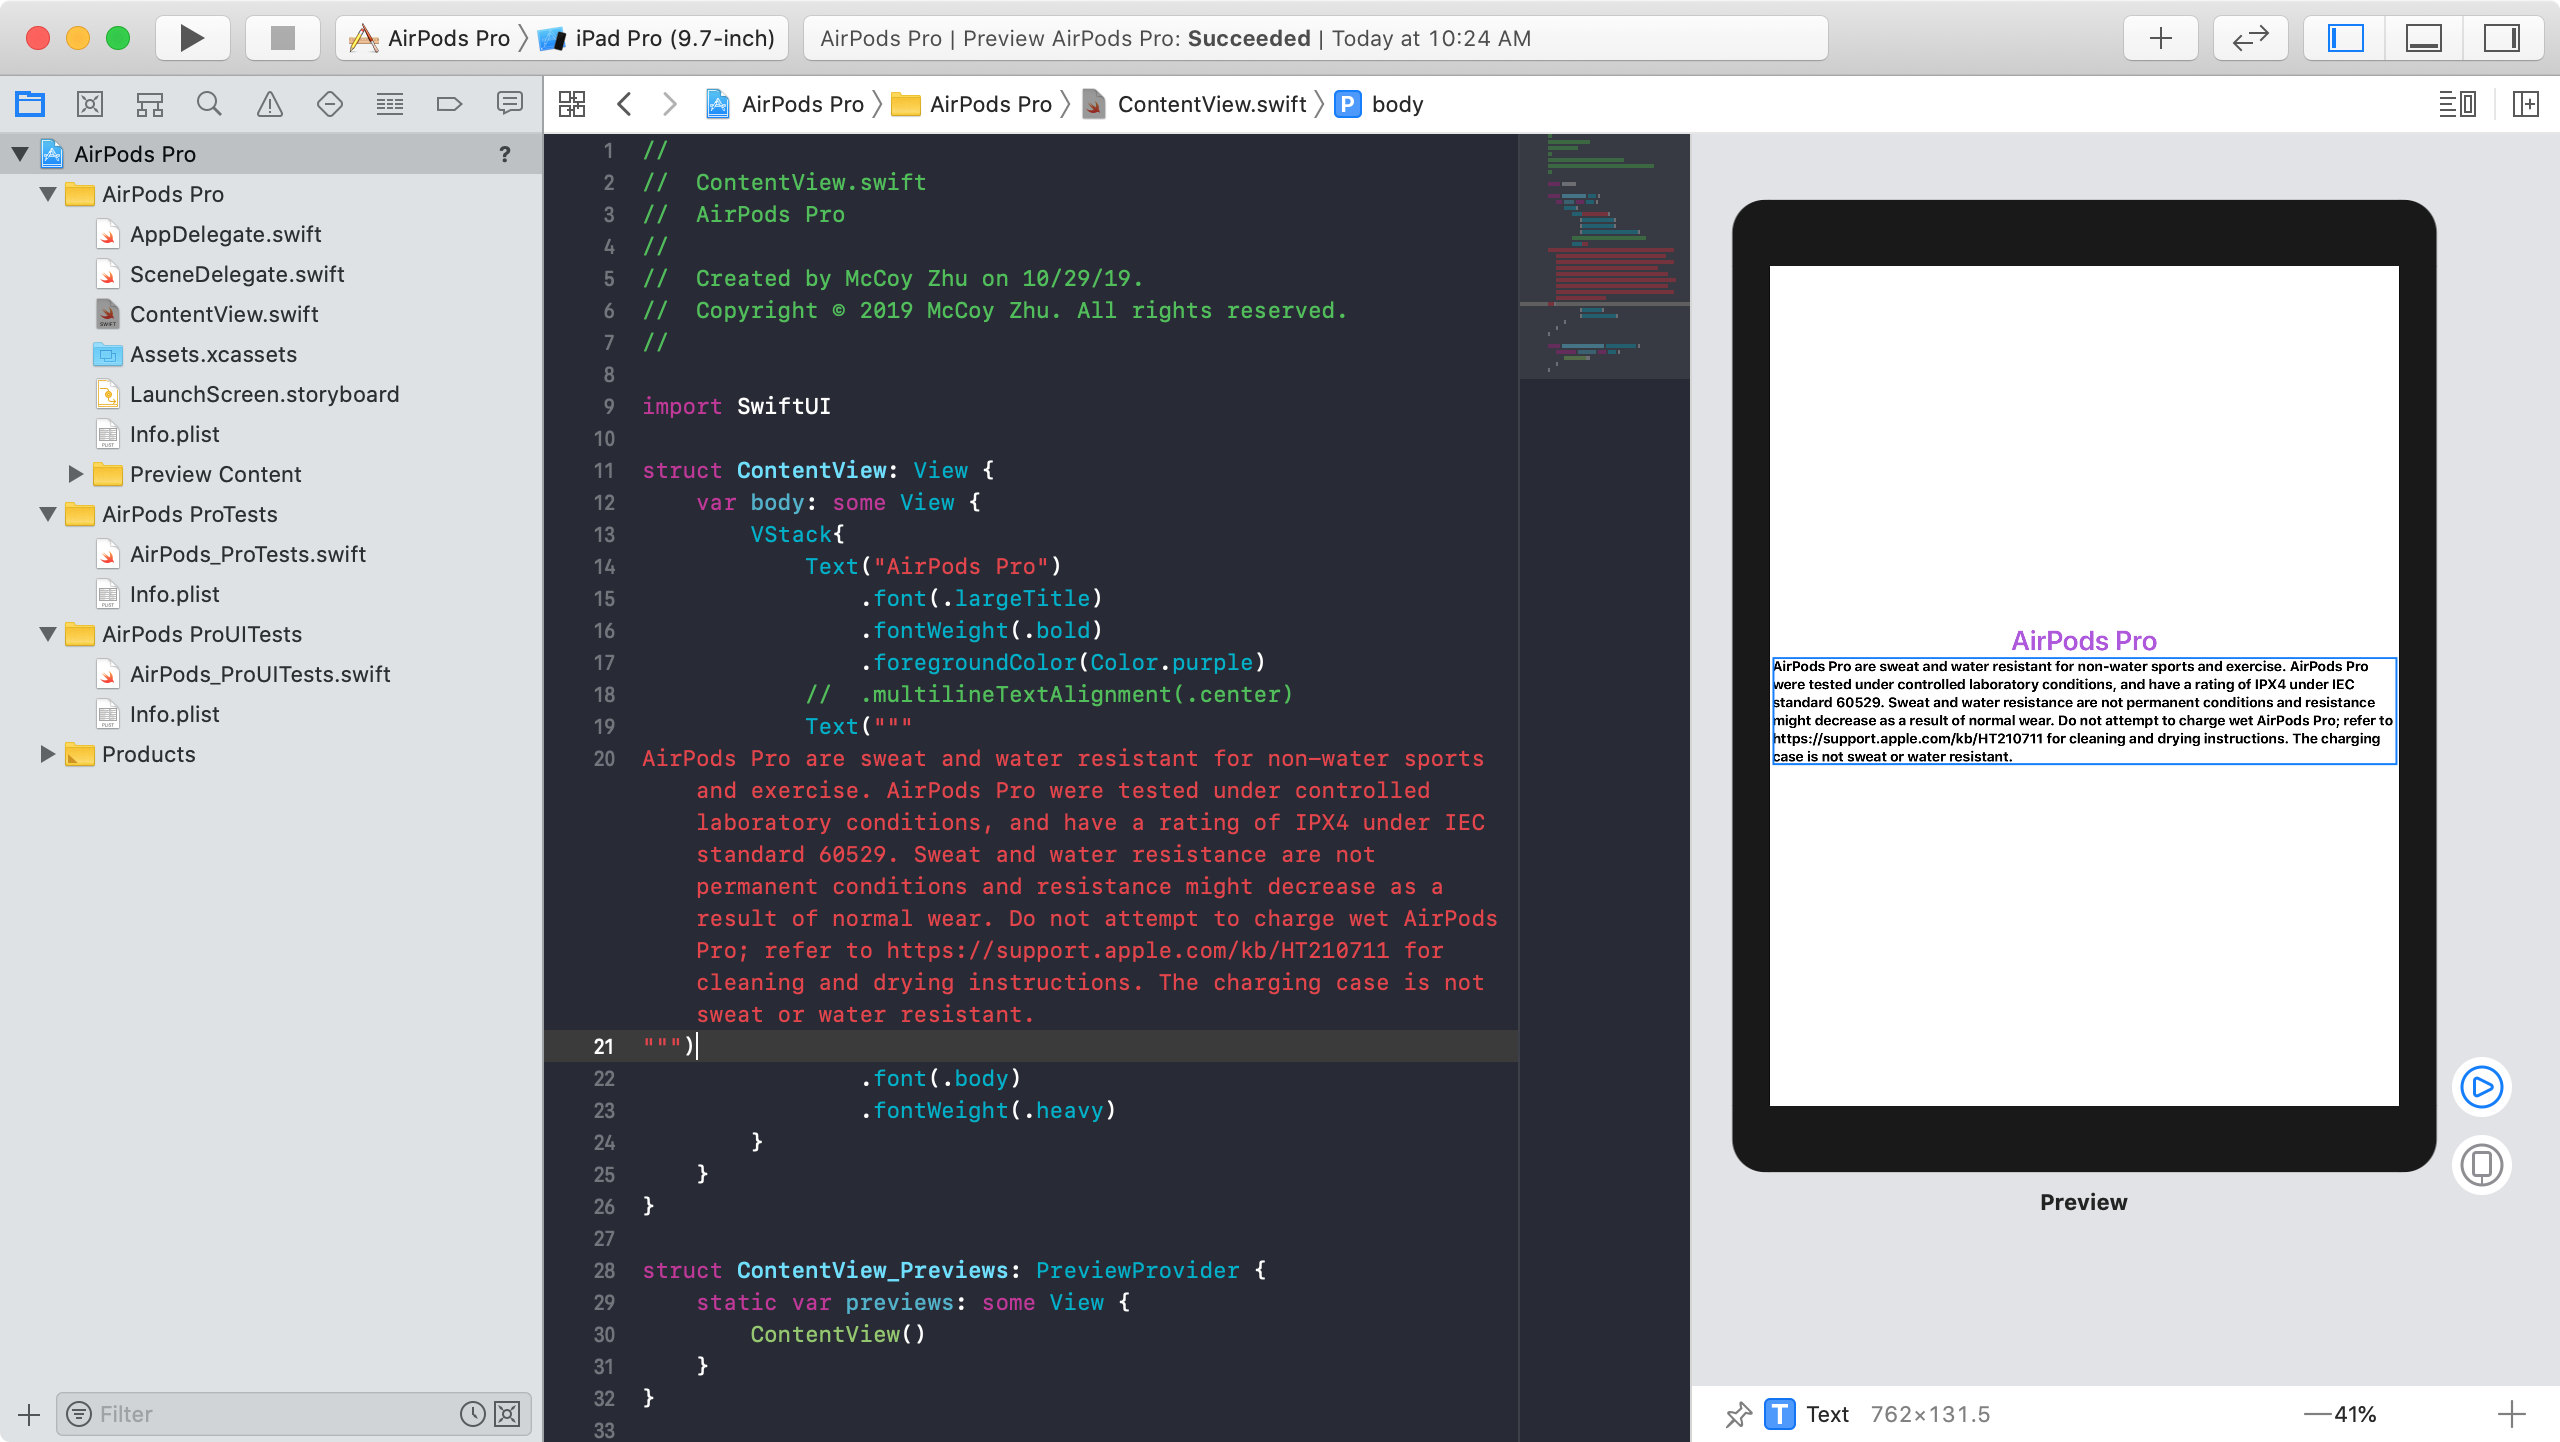 AirPods Pro 〉 iPad Pro (9.7-inch)
AirPods Pro | Preview AirPods Pro: Succeeded | Today at 10:24 AM
AirPods Pro 〉 AirPods Pro 〉 ContentView.swift 〉 P body
AirPods Pro ?
AirPods Pro
AppDelegate.swift
SceneDelegate.swift
ContentView.swift
Assets.xcassets
LaunchScreen.storyboard
Info.plist
Preview Content
AirPods ProTests
AirPods_ProTests.swift
Info.plist
AirPods ProUITests
AirPods_ProUITests.swift
Info.plist
Products
Filter
1 //
2 //  ContentView.swift
3 //  AirPods Pro
4 //
5 //  Created by McCoy Zhu on 10/29/19.
6 //  Copyright © 2019 McCoy Zhu. All rights reserved.
7 //
8
9 import SwiftUI
10
11 struct ContentView: View {
12     var body: some View {
13         VStack{
14             Text("AirPods Pro")
15                 .font(.largeTitle)
16                 .fontWeight(.bold)
17                 .foregroundColor(Color.purple)
18             //  .multilineTextAlignment(.center)
19             Text("""
20 AirPods Pro are sweat and water resistant for non-water sports
and exercise. AirPods Pro were tested under controlled
laboratory conditions, and have a rating of IPX4 under IEC
standard 60529. Sweat and water resistance are not
permanent conditions and resistance might decrease as a
result of normal wear. Do not attempt to charge wet AirPods
Pro; refer to https://support.apple.com/kb/HT210711 for
cleaning and drying instructions. The charging case is not
sweat or water resistant.
21 """)
22                 .font(.body)
23                 .fontWeight(.heavy)
24         }
25     }
26 }
27
28 struct ContentView_Previews: PreviewProvider {
29     static var previews: some View {
30         ContentView()
31     }
32 }
33
AirPods Pro
AirPods Pro are sweat and water resistant for non-water sports and exercise. AirPods Pro
were tested under controlled laboratory conditions, and have a rating of IPX4 under IEC
standard 60529. Sweat and water resistance are not permanent conditions and resistance
might decrease as a result of normal wear. Do not attempt to charge wet AirPods Pro; refer to
https://support.apple.com/kb/HT210711 for cleaning and drying instructions. The charging
case is not sweat or water resistant.
Preview
T Text 762×131.5
41%